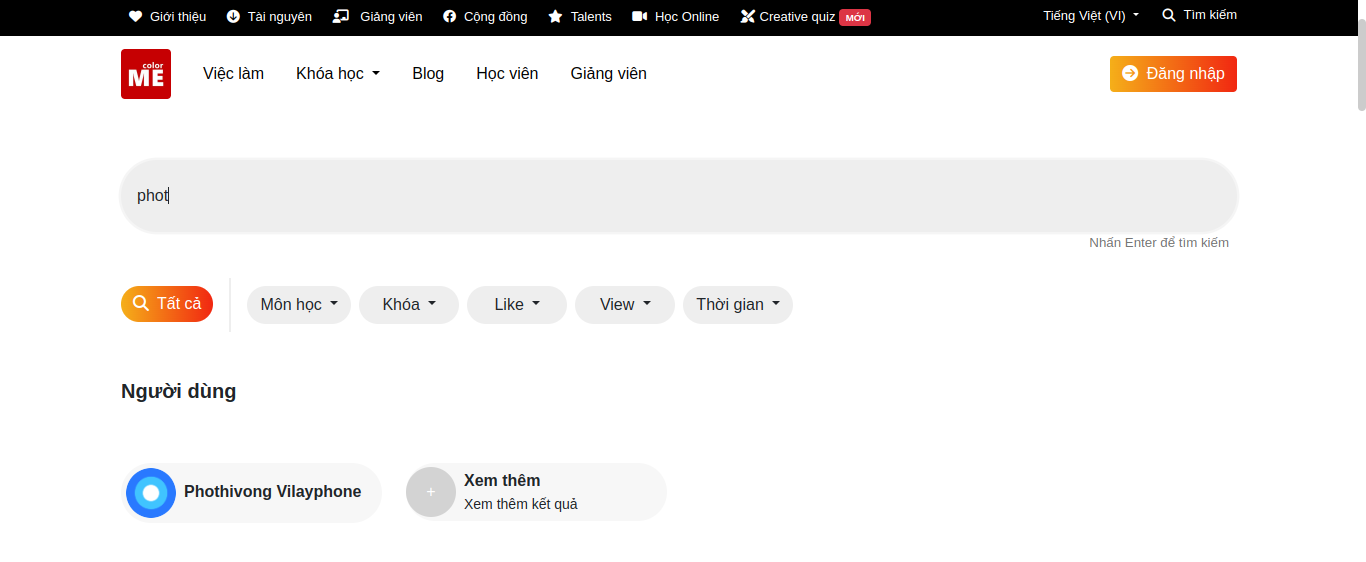 Giới thiệu Tài nguyên Giảng viên Cộng đồng Talents Học Online Creative quiz MỚI Tiếng Việt (VI) Tìm kiếm
color
ME Việc làm Khóa học Blog Học viên Giảng viên Đăng nhập
phot
Nhấn Enter để tìm kiếm
Tất cả Môn học Khóa Like View Thời gian
Người dùng
Phothivong Vilayphone
+ Xem thêm
Xem thêm kết quả